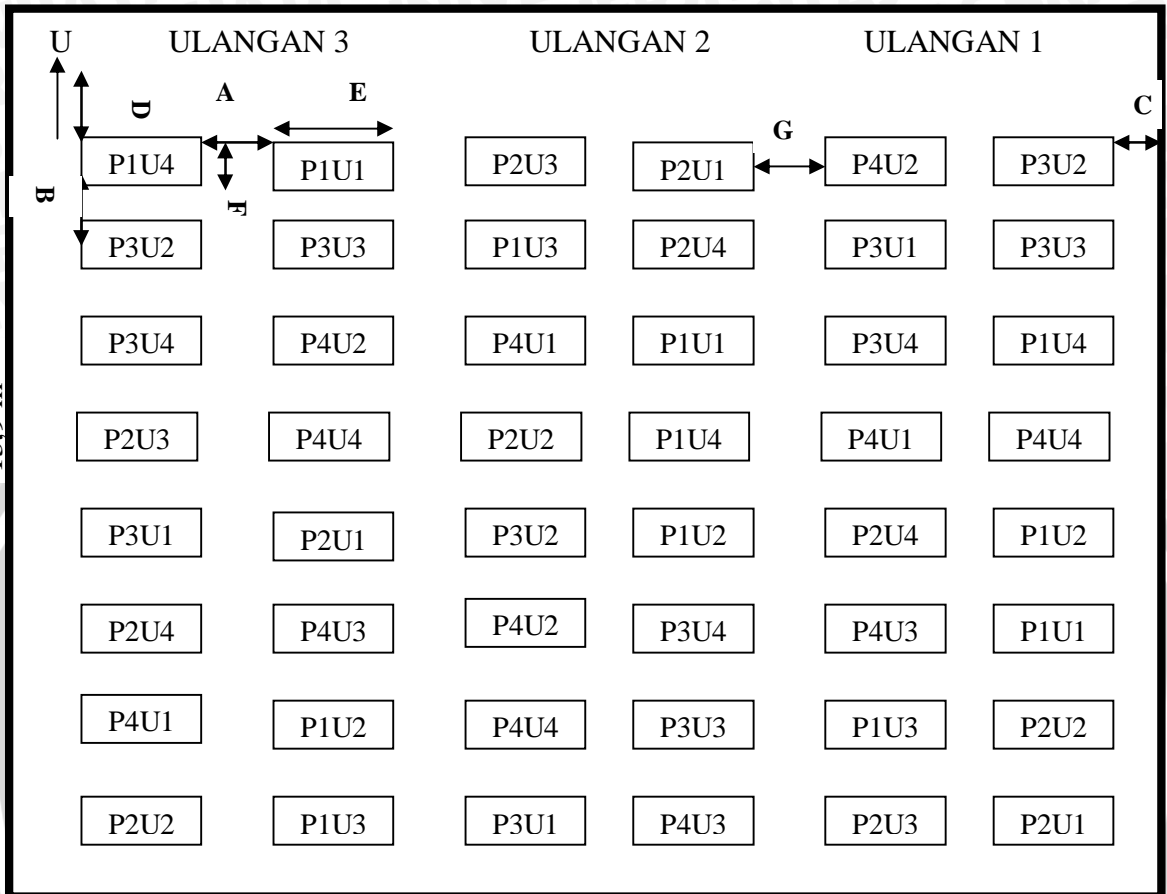 U ULANGAN 3 ULANGAN 2 ULANGAN 1
D A E G C
P1U4 P1U1 P2U3 P2U1 P4U2 P3U2
B F
P3U2 P3U3 P1U3 P2U4 P3U1 P3U3
P3U4 P4U2 P4U1 P1U1 P3U4 P1U4
P2U3 P4U4 P2U2 P1U4 P4U1 P4U4
P3U1 P2U1 P3U2 P1U2 P2U4 P1U2
P2U4 P4U3 P4U2 P3U4 P4U3 P1U1
P4U1 P1U2 P4U4 P3U3 P1U3 P2U2
P2U2 P1U3 P3U1 P4U3 P2U3 P2U1